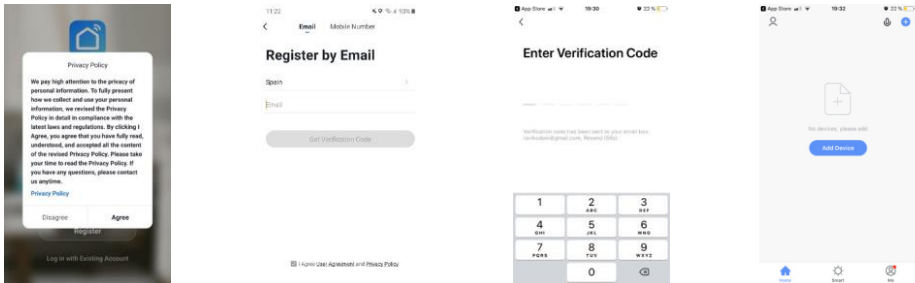 Privacy Policy
We pay high attention to the privacy of
personal information. To fully present
how we collect and use your personal
information, we revised the Privacy
Policy in detail in compliance with the
latest laws and regulations. By clicking I
Agree, you agree that you have fully read,
understood, and accepted all the content
of the revised Privacy Policy. Please take
your time to read the Privacy Policy. If
you have any questions, please contact
us anytime.
Privacy Policy
Disagree Agree
Register
Log in with Existing Account
11:22
13%
Email Mobile Number
Register by Email
Spain
Email
Get Verification Code
I Agree User Agreement and Privacy Policy
App Store 19:30 22 %
Enter Verification Code
Verification code has been sent to your email box:
1 2 ABC 3 DEF
4 GHI 5 JKL 6 MNO
7 PQRS 8 TUV 9 WXYZ
0
App Store 19:32 22 %
No devices, please add
Add Device
Home Smart Me